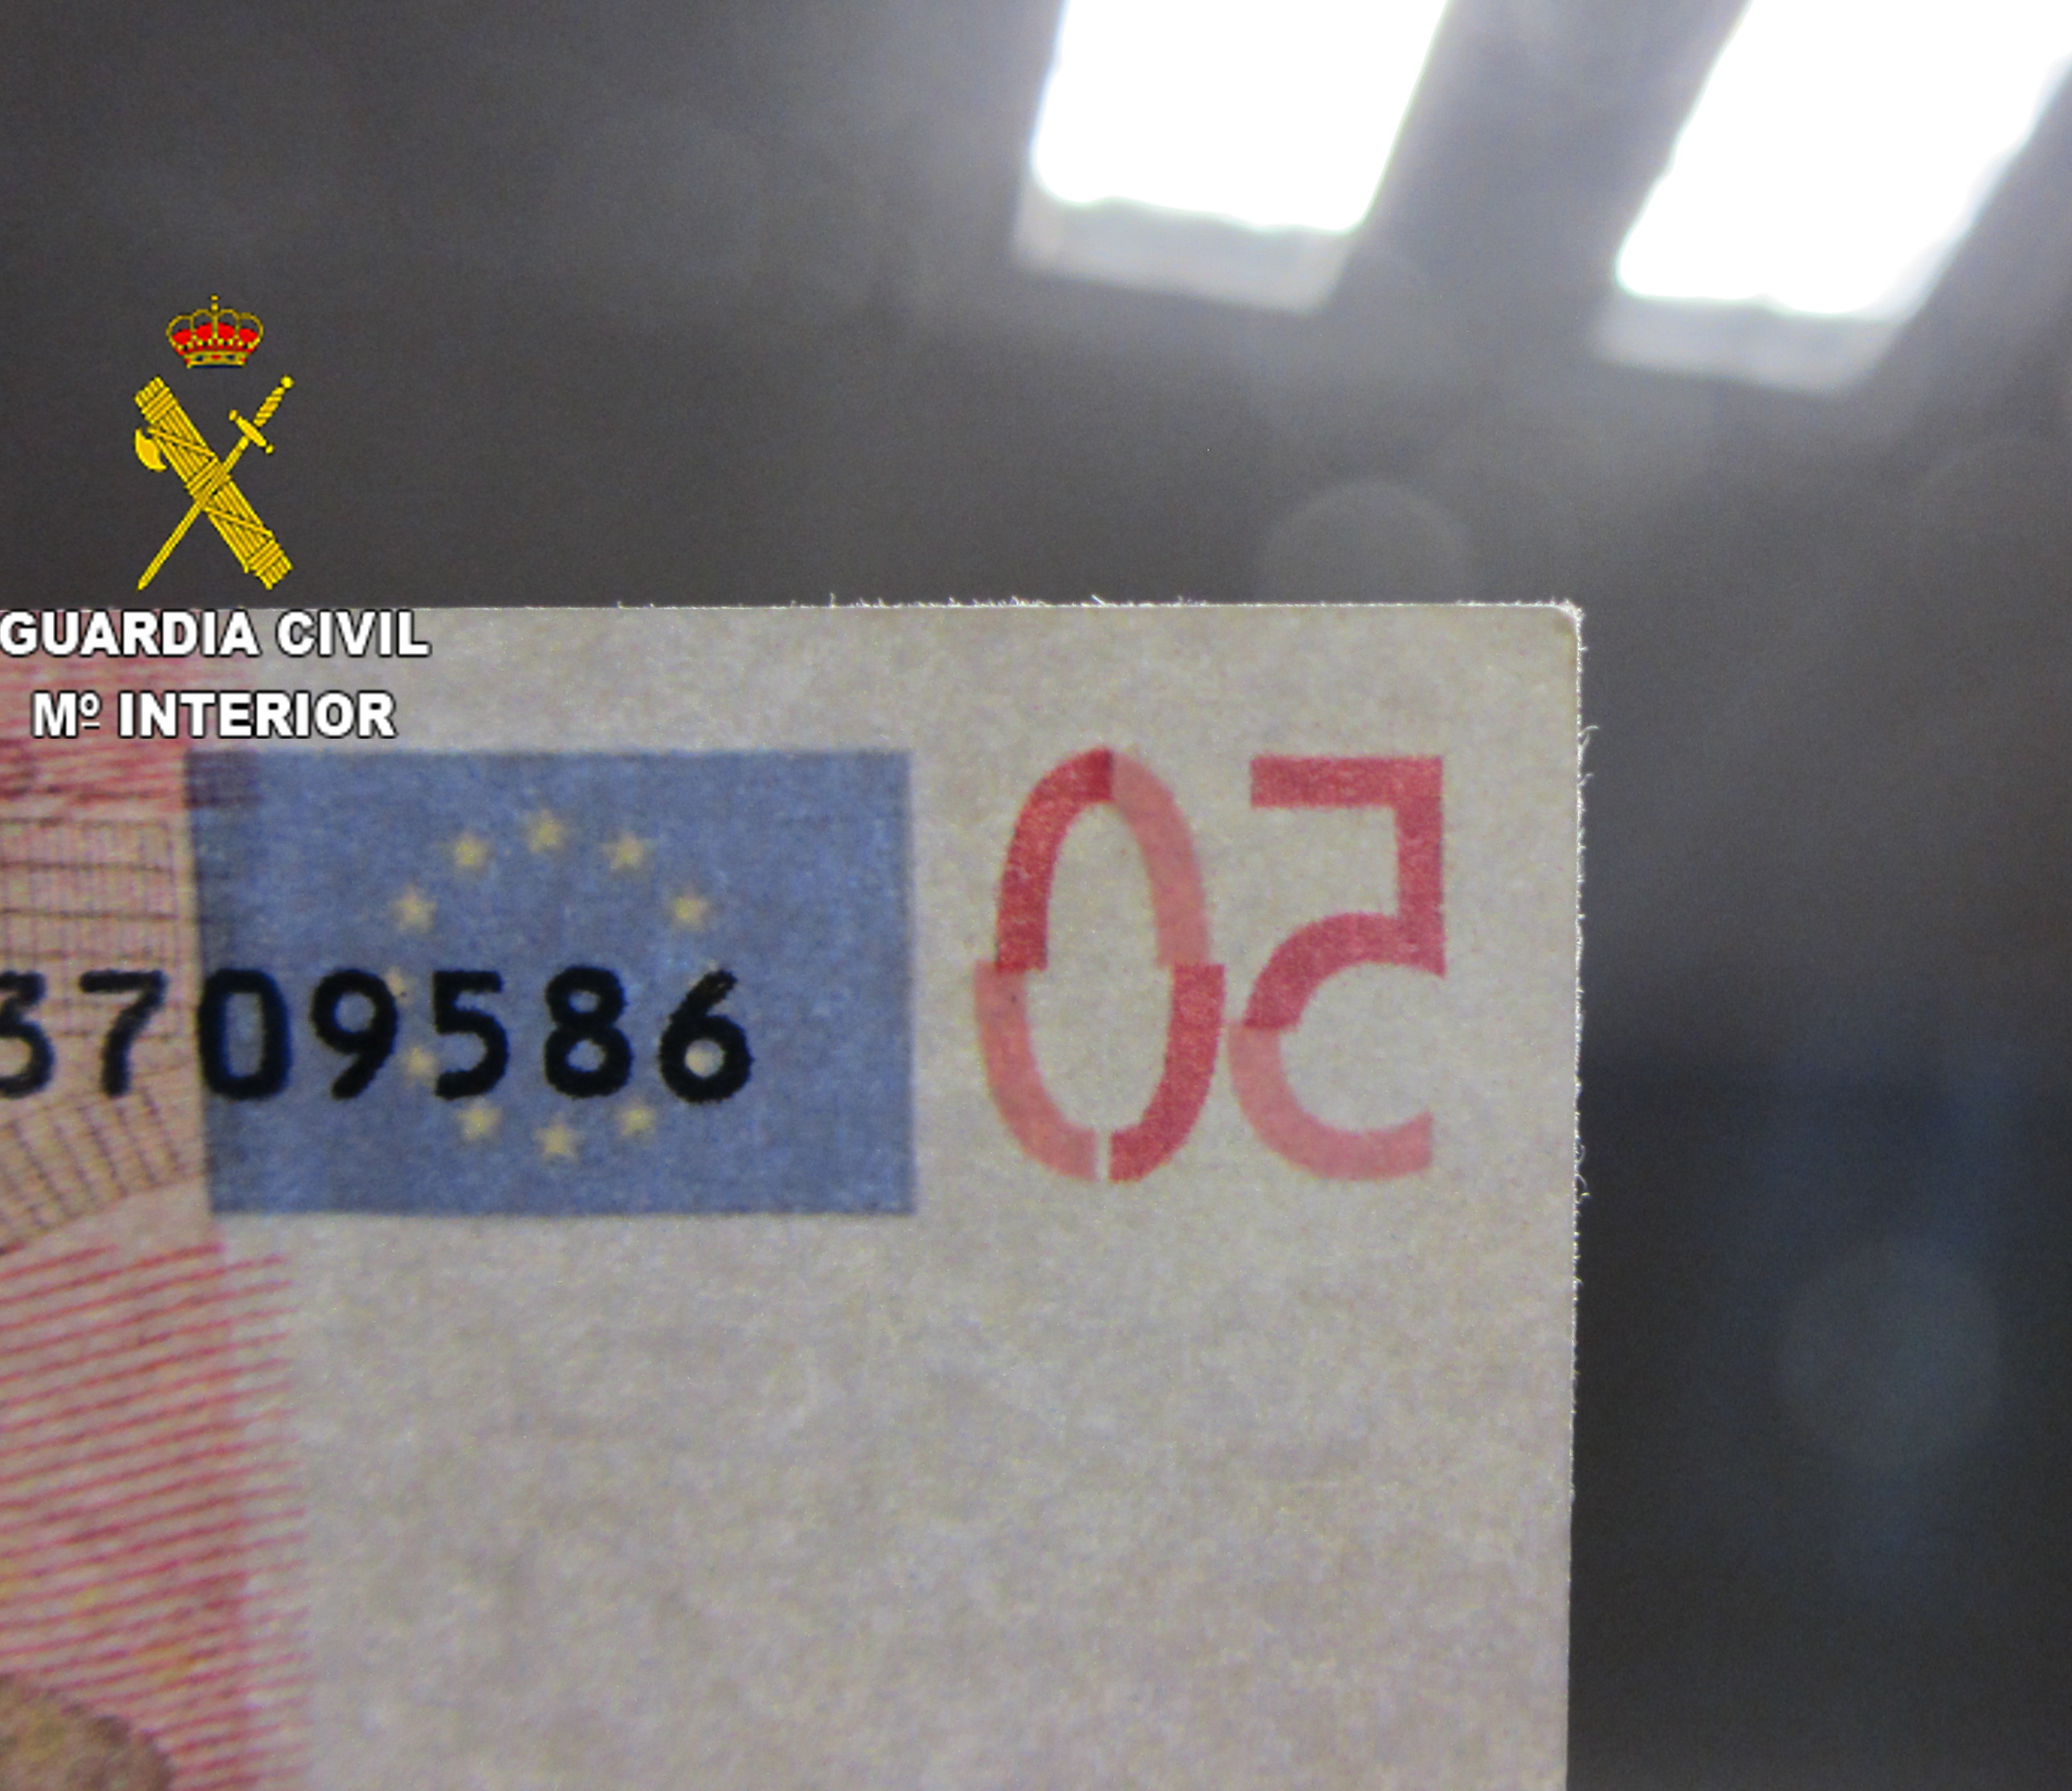 GUARDIA CIVIL
Mº INTERIOR
50
3709586